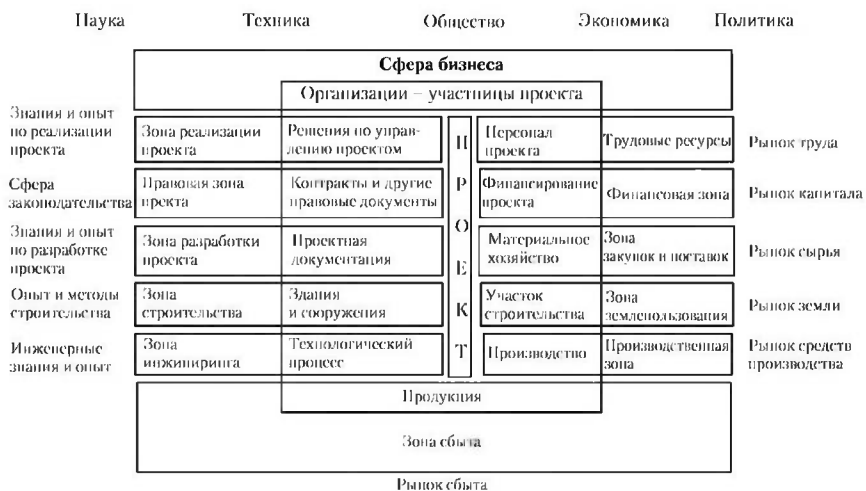 Наука Техника Общество Экономика Политика
Сфера бизнеса
Организации – участницы проекта
Знания и опыт
по реализации
проекта
Зона реализации
проекта
Решения по управ-
лению проектом
Персонал
проекта
Трудовые ресурсы
Рынок труда
Сфера
законодательства
Правовая зона
пректа
Контракты и другие
правовые документы
Финансирование
проекта
Финансовая зона
Рынок капитала
Знания и опыт
по разработке
проекта
Зона разработки
проекта
Проектная
документация
Материальное
хозяйство
Зона
закупок и поставок
Рынок сырья
Опыт и методы
строительства
Зона
строительства
Здания
и сооружения
Участок
строительства
Зона
землепользования
Рынок земли
Инженерные
знания и опыт
Зона
инжиниринга
Технологический
процесс
Производство
Производственная
зона
Рынок средств
производства
П
Р
О
Е
К
Т
Продукция
Зона сбыта
Рынок сбыта